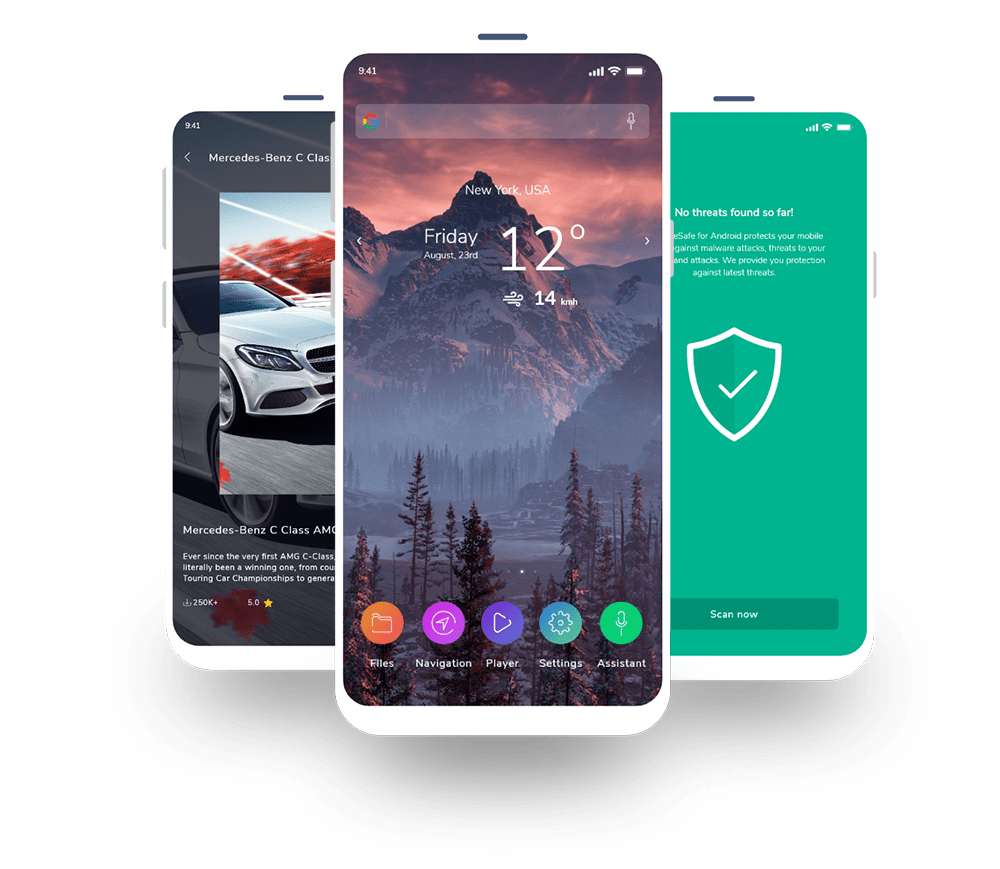 9:41
Mercedes-Benz C Clas
Mercedes-Benz C Class AMG
Ever since the very first AMG C-Class,
literally been a winning one, from
Touring Car Championships to
250K+
5.0
9:41
New York, USA
Friday
August, 23rd
12°
14 kmh
Files
Navigation
Player
Settings
Assistant
No threats found so far!
eSafe for Android protects your mobile
against malware attacks, threats to your
and attacks. We provide you protection
against latest threats.
Scan now